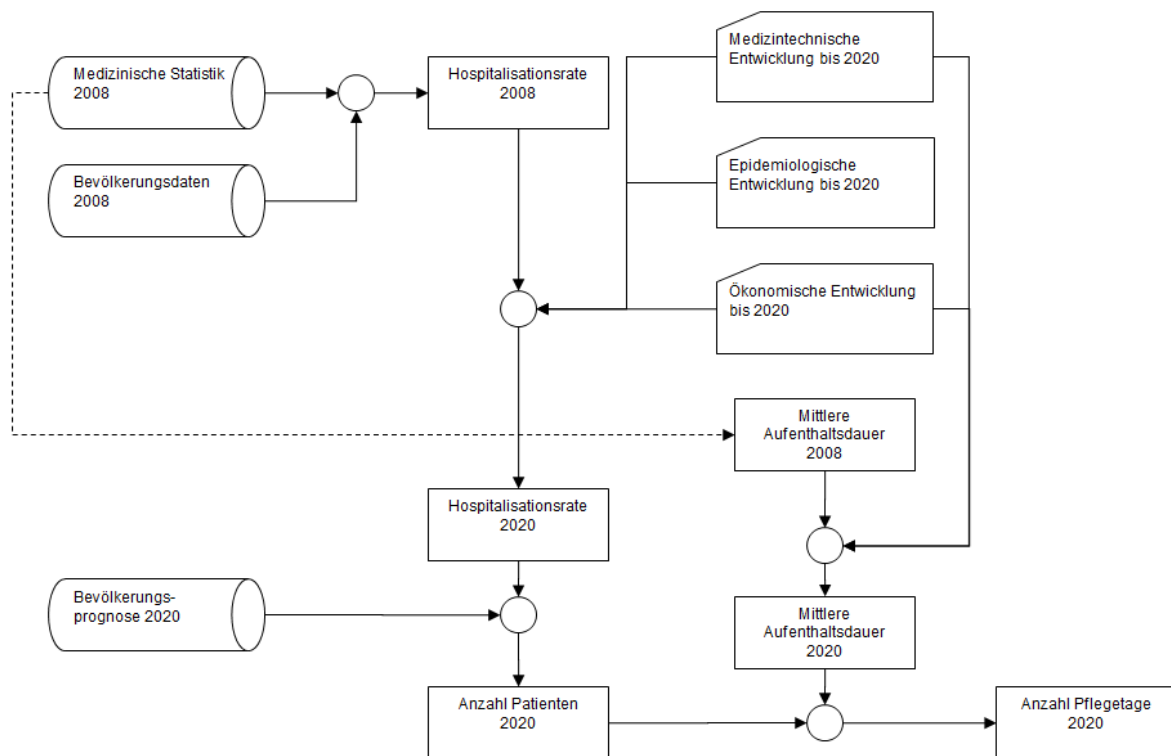 Medizinische Statistik
2008
Hospitalisationsrate
2008
Medizintechnische
Entwicklung bis 2020
Bevölkerungsdaten
2008
Epidemiologische
Entwicklung bis 2020
Ökonomische Entwicklung
bis 2020
Mittlere
Aufenthaltsdauer
2008
Hospitalisationsrate
2020
Bevölkerungs-
prognose 2020
Mittlere
Aufenthaltsdauer
2020
Anzahl Patienten
2020
Anzahl Pflegetage
2020